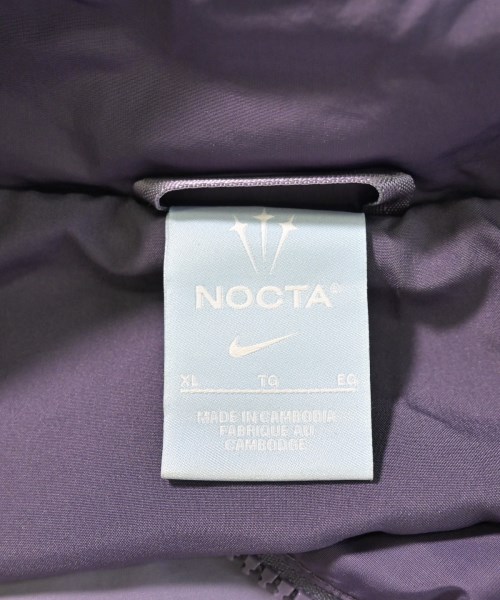 NOCTA®
XL TG EG
MADE IN CAMBODIA
FABRIQUE AU
CAMBODGE